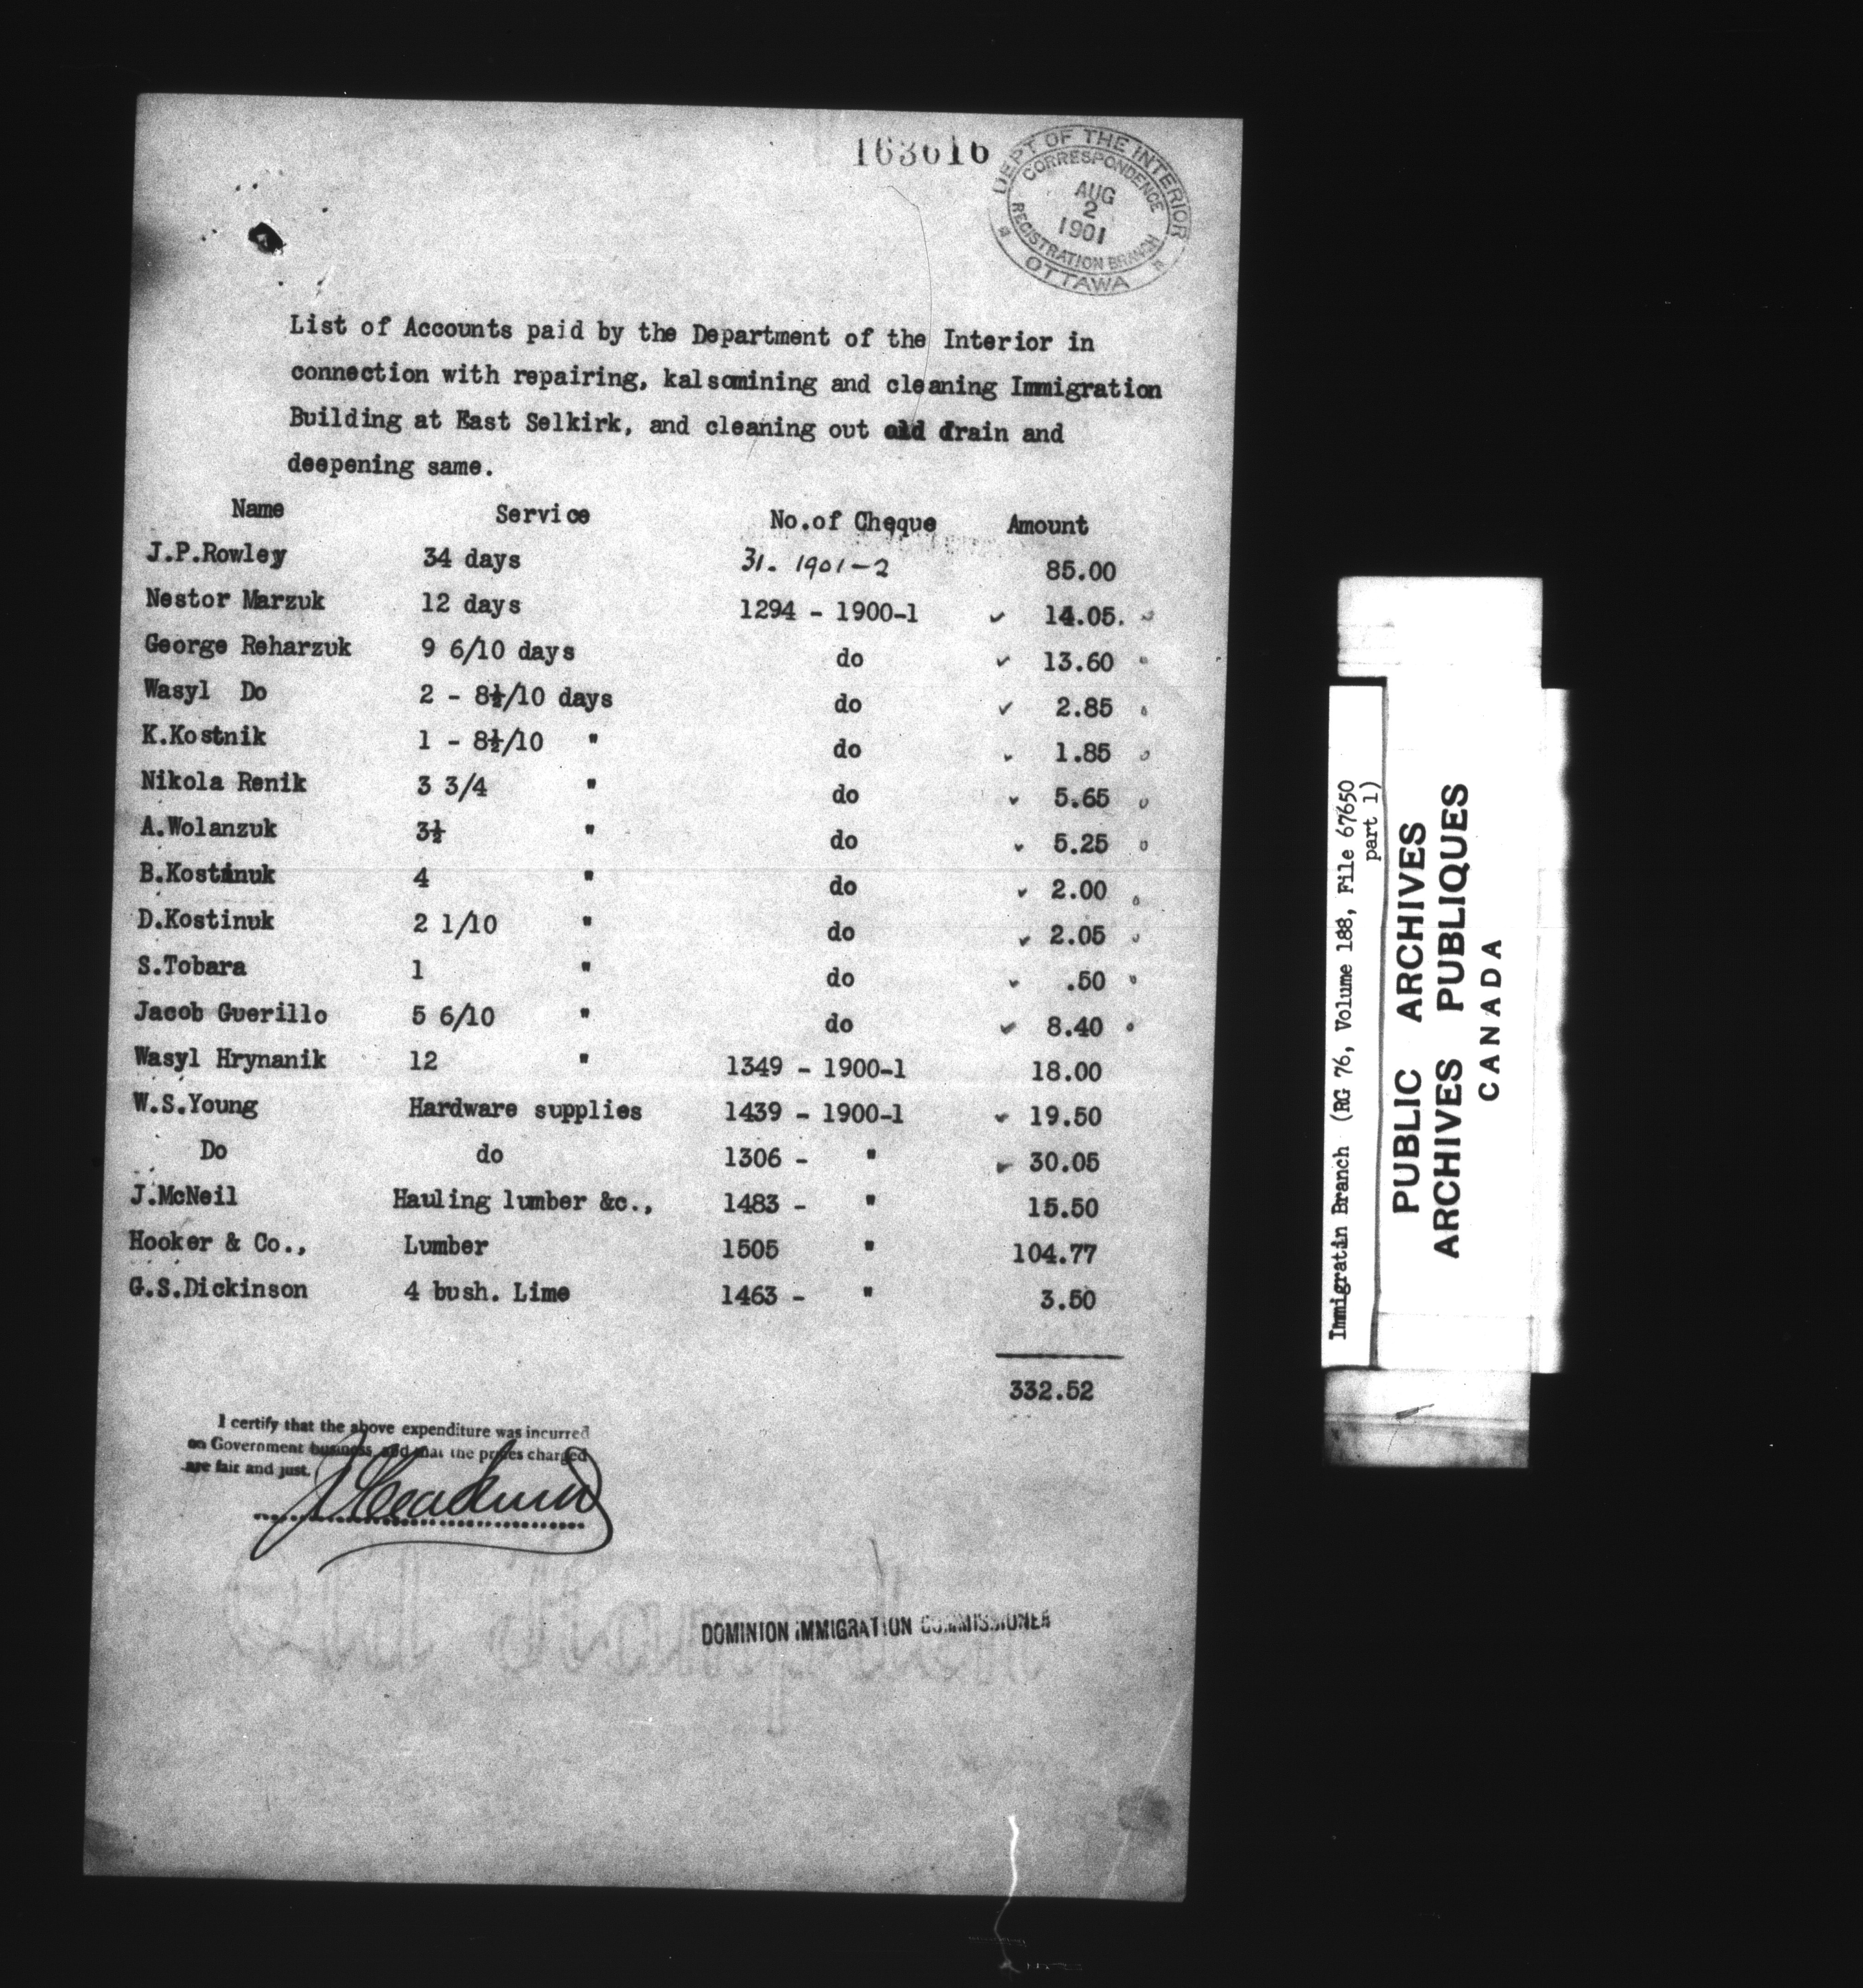 163616
DEPT OF THE INTERIOR
CORRESPONDENCE
AUG
2
1901
REGISTRATION BRANCH
OTTAWA
List of Accounts paid by the Department of the Interior in
connection with repairing, kalsomining and cleaning Immigration
Building at East Selkirk, and cleaning out old drain and
deepening same.
Name Service No.of Cheque Amount
J.P.Rowley 34 days 31. 1901-2 85.00
Nestor Marzuk 12 days 1294 - 1900-1 14.05.
George Reharzuk 9 6/10 days do 13.60
Wasyl Do 2 - 8½/10 days do 2.85
K.Kostnik 1 - 8½/10 " do 1.85
Nikola Renik 3 3/4 " do 5.65
A.Wolanzuk 3½ " do 5.25
B.Kostinuk 4 " do 2.00
D.Kostinuk 2 1/10 " do 2.05
S.Tobara 1 " do .50
Jacob Guerillo 5 6/10 " do 8.40
Wasyl Hrynanik 12 " 1349 - 1900-1 18.00
W.S.Young Hardware supplies 1439 - 1900-1 19.50
Do do 1306 - " 30.05
J.McNeil Hauling lumber &c., 1483 - " 15.50
Hooker & Co., Lumber 1505 " 104.77
G.S.Dickinson 4 bush. Lime 1463 - " 3.50
332.52
I certify that the above expenditure was incurred
on Government business and that the prices charged
are fair and just.
DOMINION IMMIGRATION COMMISSIONER
Immigratin Branch (RG 76, Volume 188, File 67650
part 1)
PUBLIC ARCHIVES
ARCHIVES PUBLIQUES
CANADA